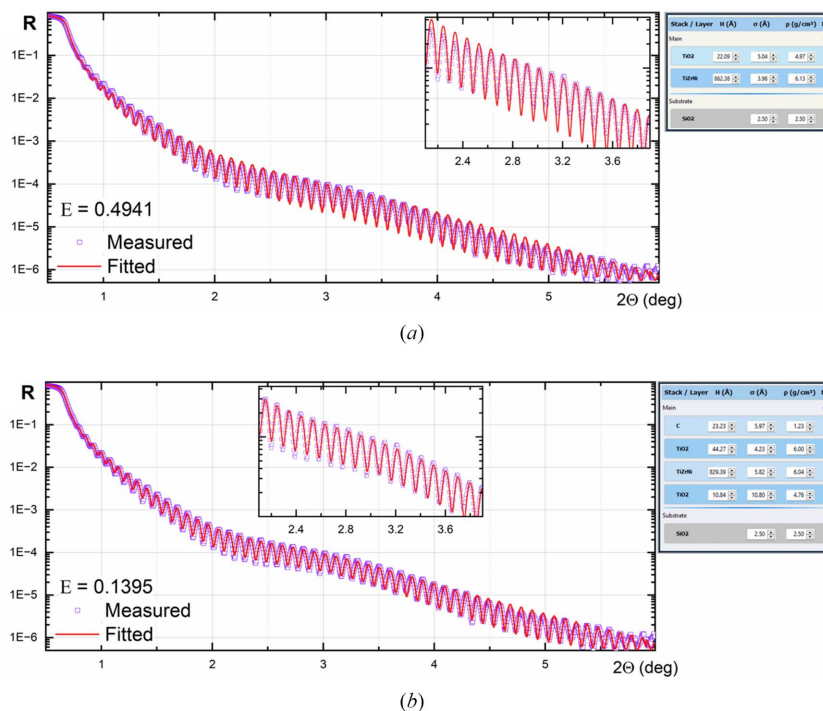 R
1E-1
1E-2
1E-3
1E-4
1E-5
1E-6
E = 0.4941
Measured
Fitted
2.4 2.8 3.2 3.6
1 2 3 4 5
2Θ (deg)
Stack / Layer H (Å) σ (Å) ρ (g/cm³)
Main
TiO2 22.09 5.04 4.97
TiZrNi 862.38 3.96 6.13
Substrate
SiO2 2.50 2.50
(a)
R
1E-1
1E-2
1E-3
1E-4
1E-5
1E-6
E = 0.1395
Measured
Fitted
2.4 2.8 3.2 3.6
1 2 3 4 5
2Θ (deg)
Stack / Layer H (Å) σ (Å) ρ (g/cm³)
Main
C 23.23 5.97 1.23
TiO2 44.27 4.23 6.00
TiZrNi 829.39 5.82 6.04
TiO2 10.84 10.80 4.76
Substrate
SiO2 2.50 2.50
(b)